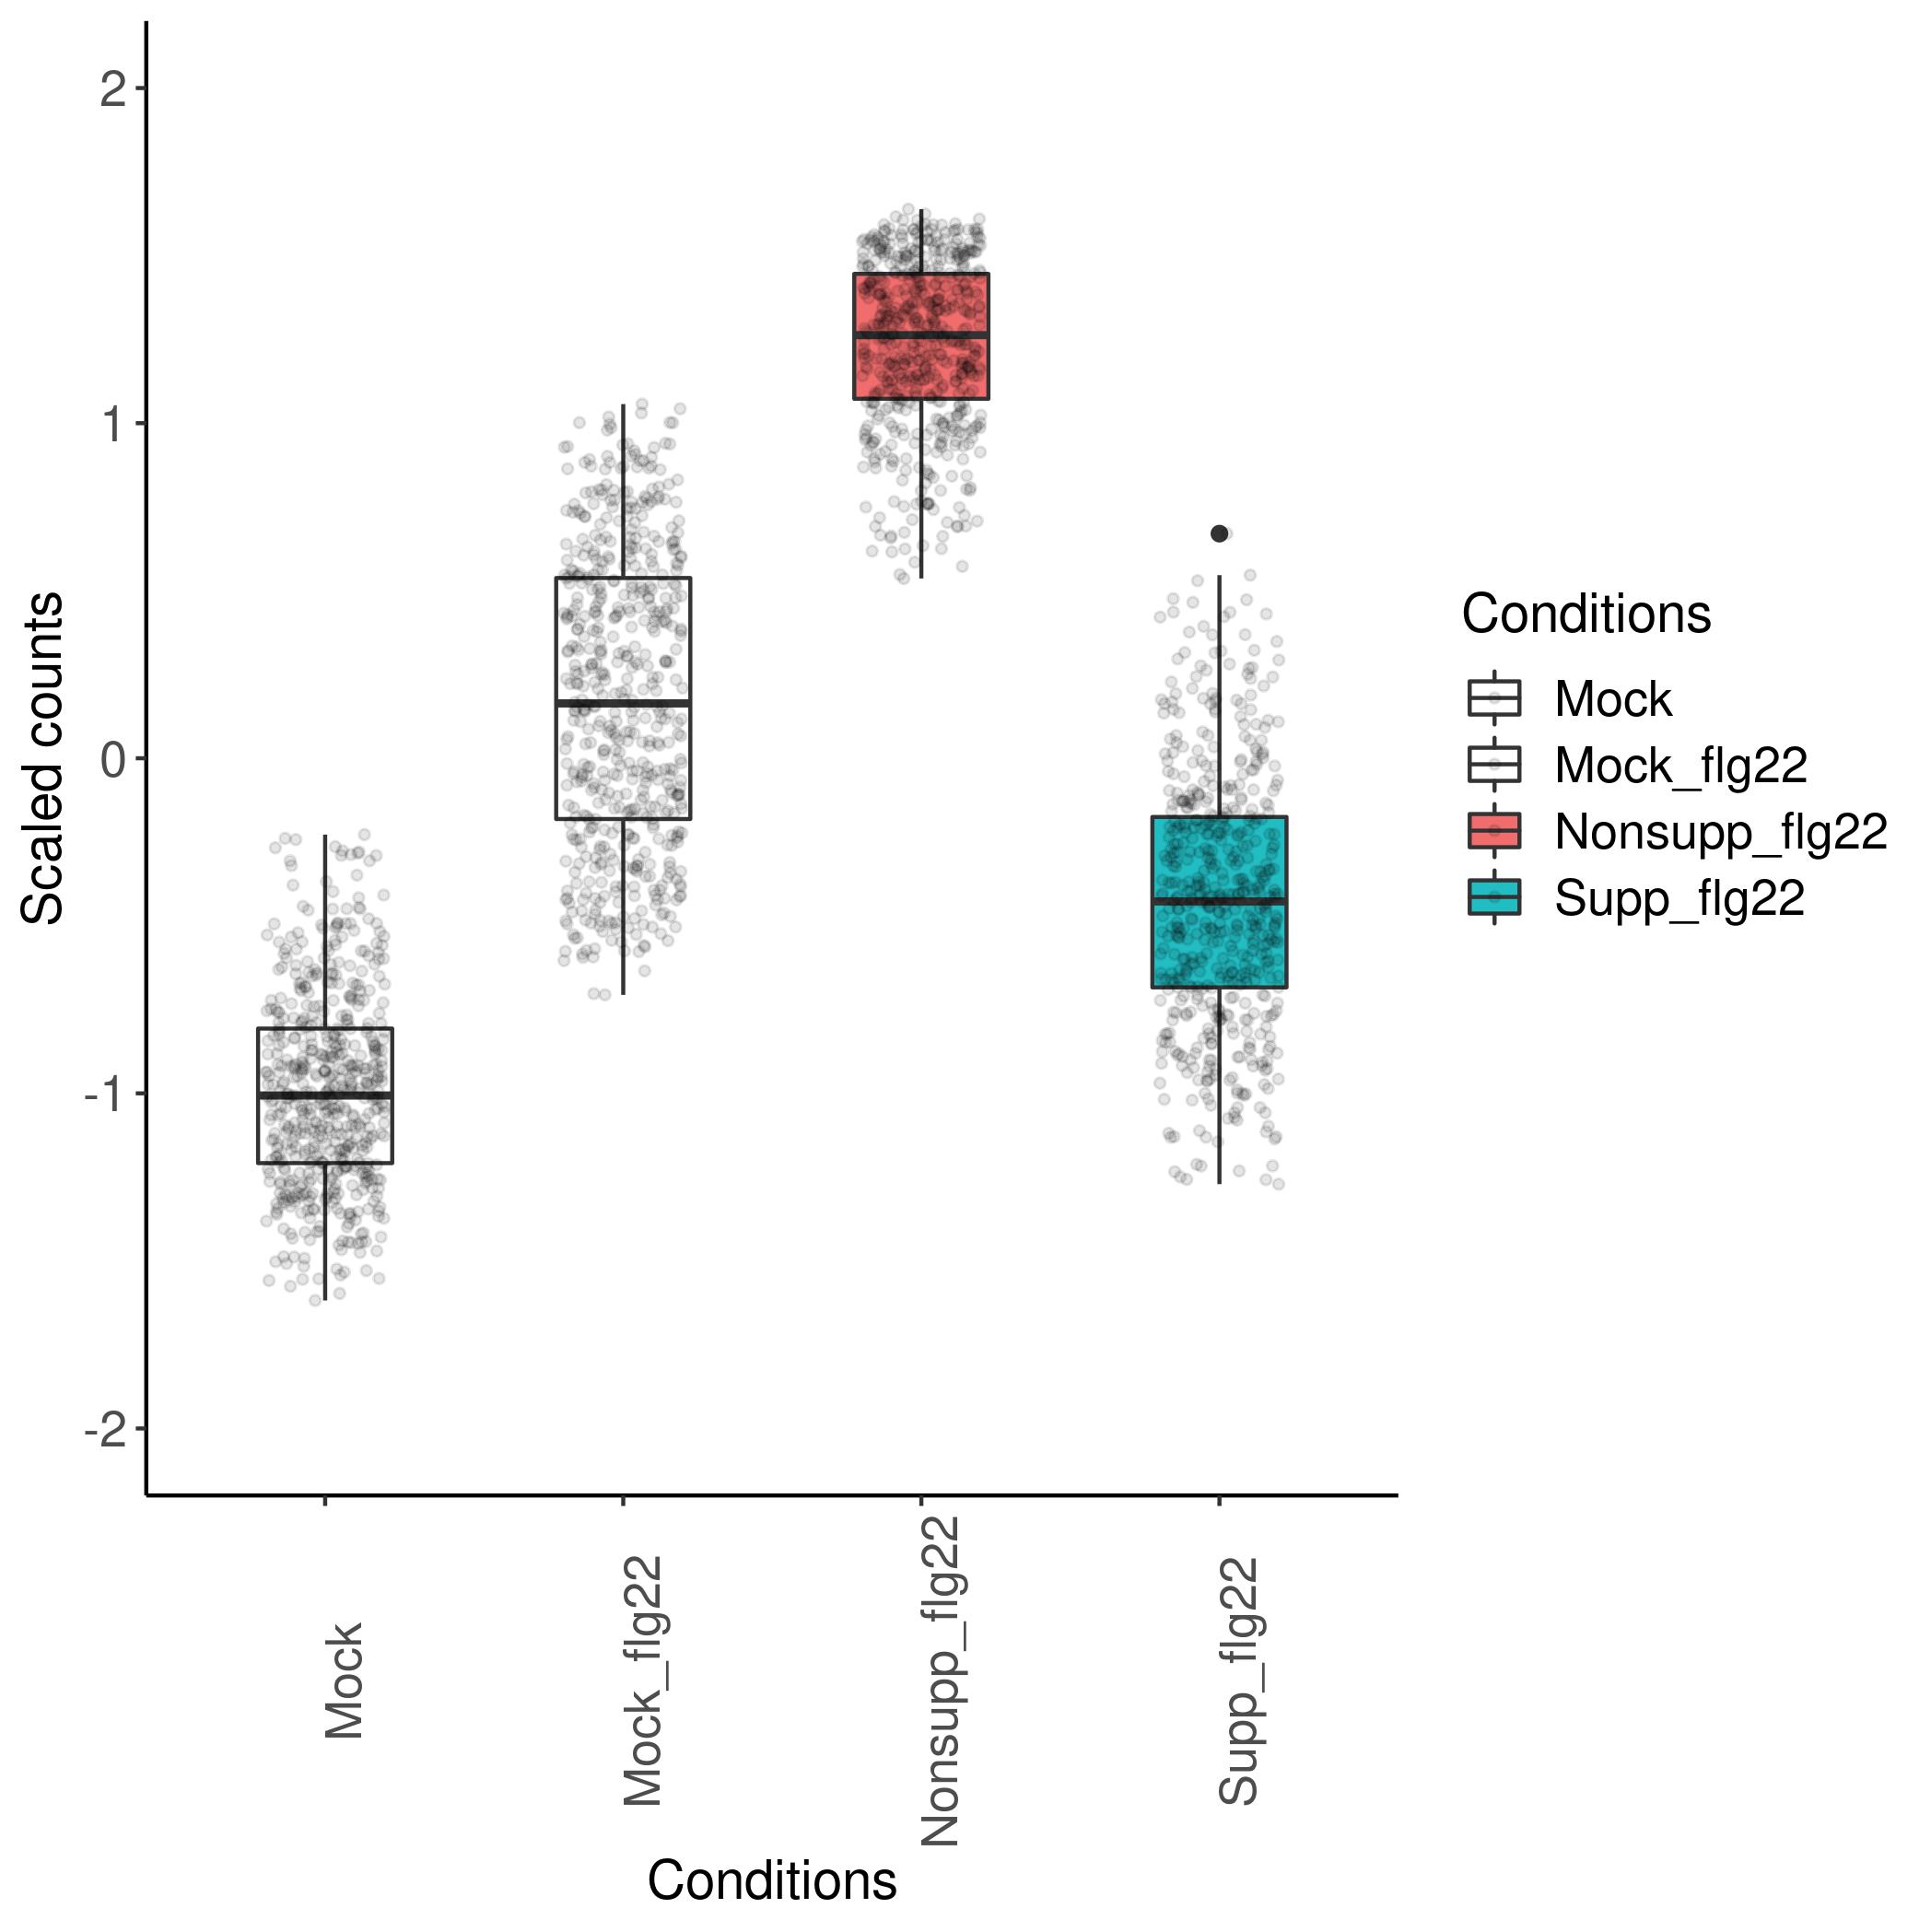 Scaled counts
2
1
0
-1
-2
Mock
Mock_flg22
Nonsupp_flg22
Supp_flg22
Conditions
Conditions
Mock
Mock_flg22
Nonsupp_flg22
Supp_flg22